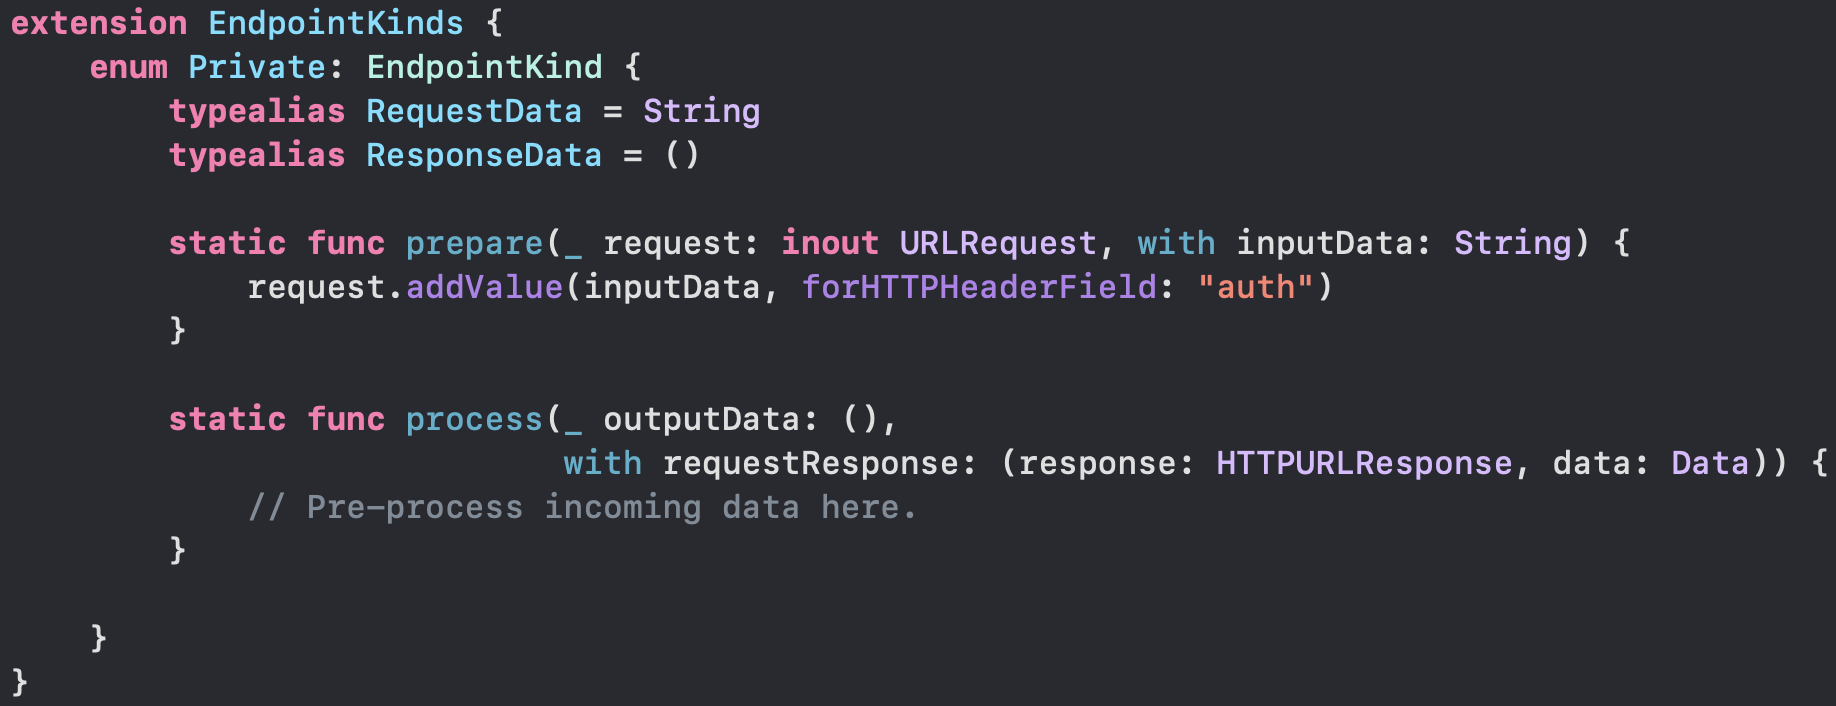 extension EndpointKinds {
    enum Private: EndpointKind {
        typealias RequestData = String
        typealias ResponseData = ()

        static func prepare(_ request: inout URLRequest, with inputData: String) {
            request.addValue(inputData, forHTTPHeaderField: "auth")
        }

        static func process(_ outputData: (),
                            with requestResponse: (response: HTTPURLResponse, data: Data)) {
            // Pre-process incoming data here.
        }

    }
}